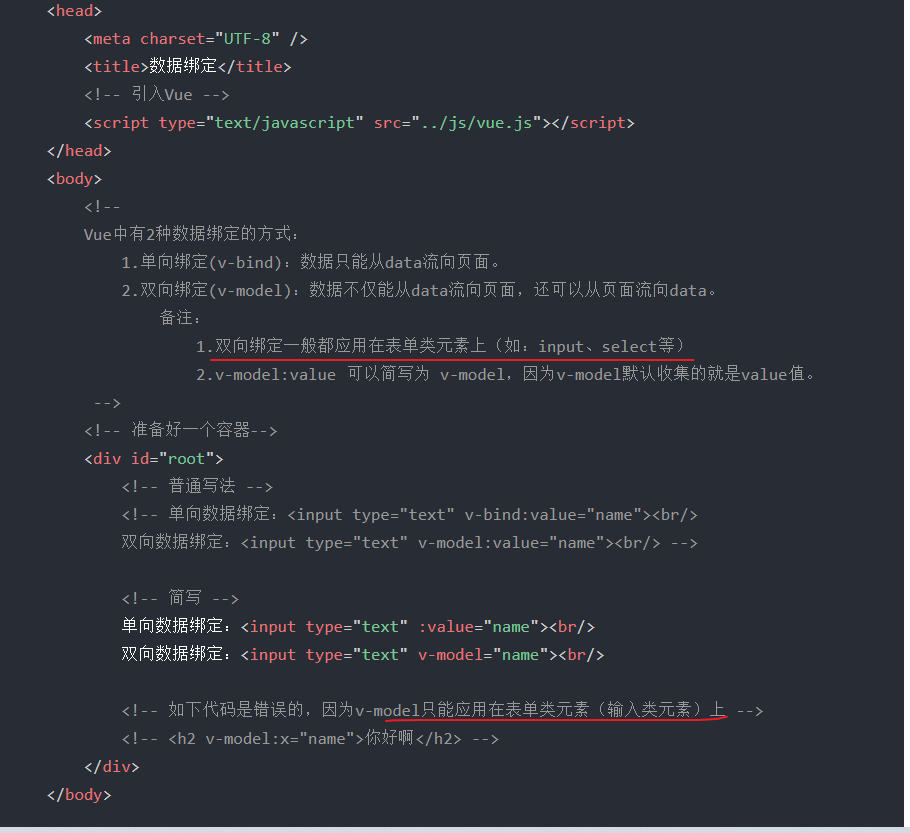 <head>
<meta charset="UTF-8" />
<title>数据绑定</title>
<!-- 引入Vue -->
<script type="text/javascript" src="../js/vue.js"></script>
</head>
<body>
<!--
Vue中有2种数据绑定的方式：
1.单向绑定(v-bind)：数据只能从data流向页面。
2.双向绑定(v-model)：数据不仅能从data流向页面，还可以从页面流向data。
备注：
1.双向绑定一般都应用在表单类元素上（如：input、select等）
2.v-model:value 可以简写为 v-model，因为v-model默认收集的就是value值。
-->
<!-- 准备好一个容器-->
<div id="root">
<!-- 普通写法 -->
<!-- 单向数据绑定：<input type="text" v-bind:value="name"><br/>
双向数据绑定：<input type="text" v-model:value="name"><br/> -->
<!-- 简写 -->
单向数据绑定：<input type="text" :value="name"><br/>
双向数据绑定：<input type="text" v-model="name"><br/>
<!-- 如下代码是错误的，因为v-model只能应用在表单类元素（输入类元素）上 -->
<!-- <h2 v-model:x="name">你好啊</h2> -->
</div>
</body>